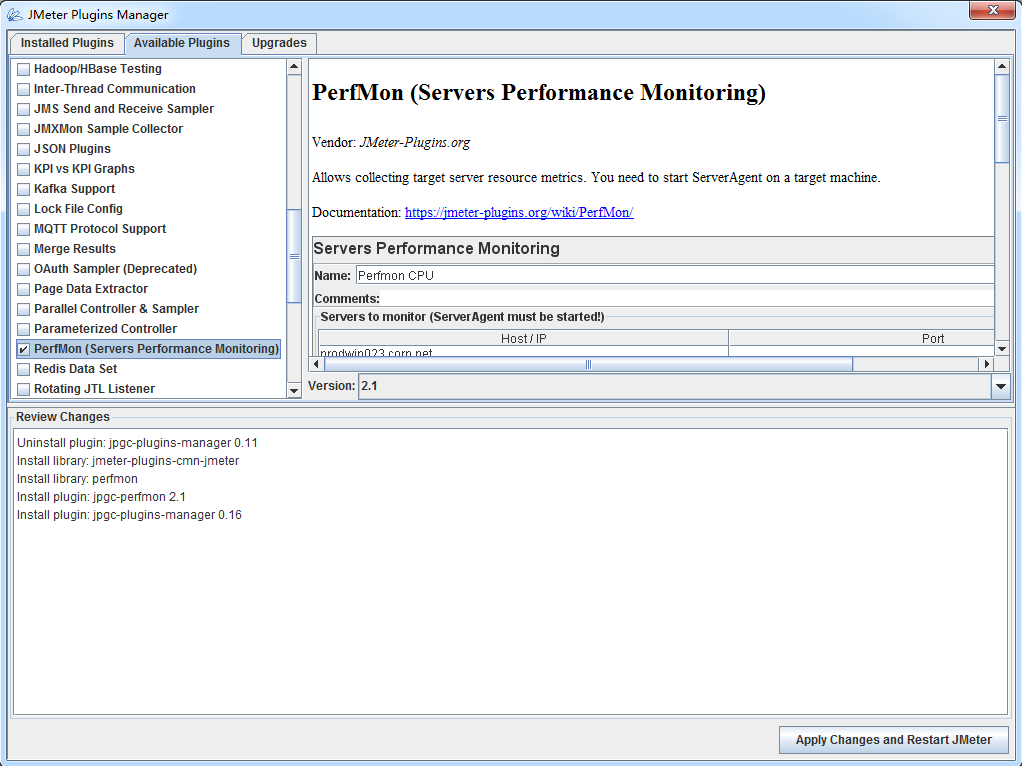 JMeter Plugins Manager
Installed Plugins
Available Plugins
Upgrades
Hadoop/HBase Testing
Inter-Thread Communication
JMS Send and Receive Sampler
JMXMon Sample Collector
JSON Plugins
KPI vs KPI Graphs
Kafka Support
Lock File Config
MQTT Protocol Support
Merge Results
OAuth Sampler (Deprecated)
Page Data Extractor
Parallel Controller & Sampler
Parameterized Controller
PerfMon (Servers Performance Monitoring)
Redis Data Set
Rotating JTL Listener
PerfMon (Servers Performance Monitoring)
Vendor: JMeter-Plugins.org
Allows collecting target server resource metrics. You need to start ServerAgent on a target machine.
Documentation: https://jmeter-plugins.org/wiki/PerfMon/
Servers Performance Monitoring
Name: Perfmon CPU
Comments:
Servers to monitor (ServerAgent must be started!)
Host / IP
Port
prodwin023.corp.net
Version: 2.1
Review Changes
Uninstall plugin: jpgc-plugins-manager 0.11
Install library: jmeter-plugins-cmn-jmeter
Install library: perfmon
Install plugin: jpgc-perfmon 2.1
Install plugin: jpgc-plugins-manager 0.16
Apply Changes and Restart JMeter